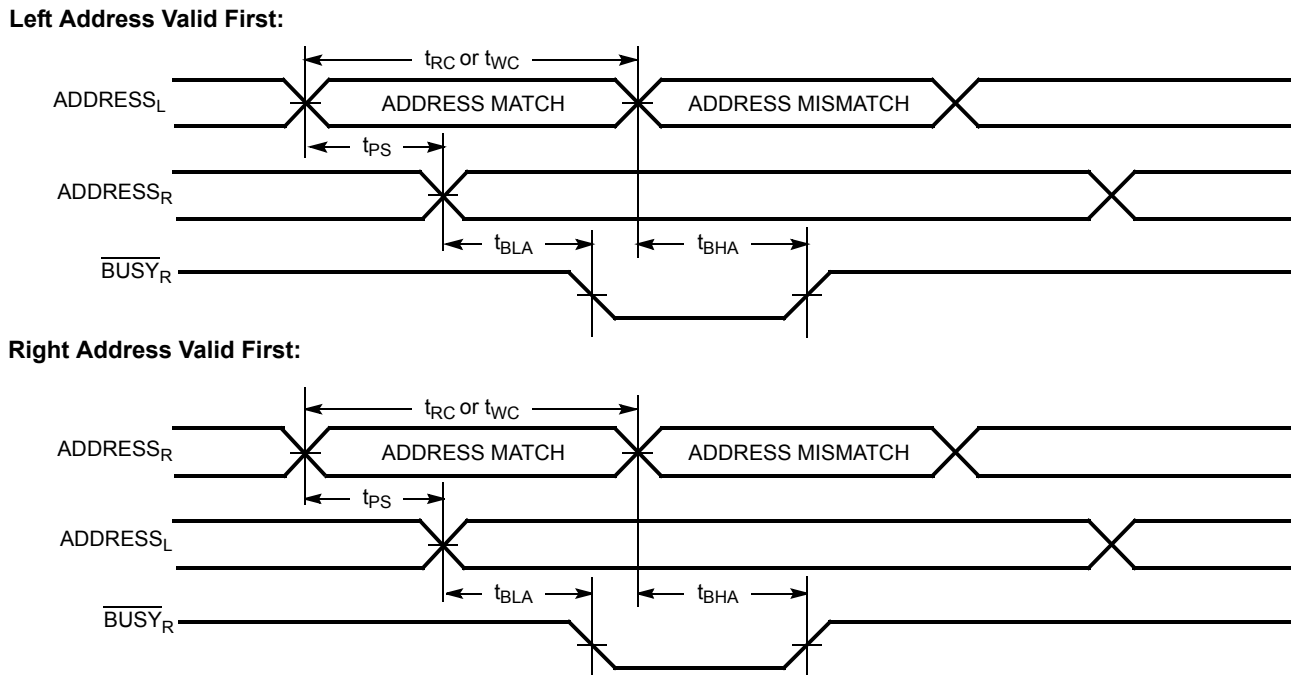 Left Address Valid First:
tRC or tWC
ADDRESSL
ADDRESS MATCH
ADDRESS MISMATCH
tPS
ADDRESSR
tBLA
tBHA
BUSYR
Right Address Valid First:
tRC or tWC
ADDRESSR
ADDRESS MATCH
ADDRESS MISMATCH
tPS
ADDRESSL
tBLA
tBHA
BUSYR